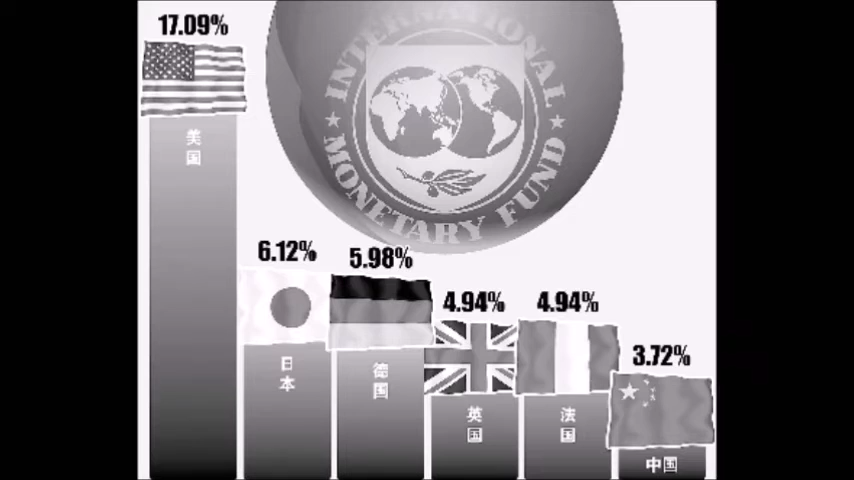 17.09%
美国
INTERNATIONAL
MONETARY FUND
6.12%
日本
5.98%
德国
4.94%
英国
4.94%
法国
3.72%
中国